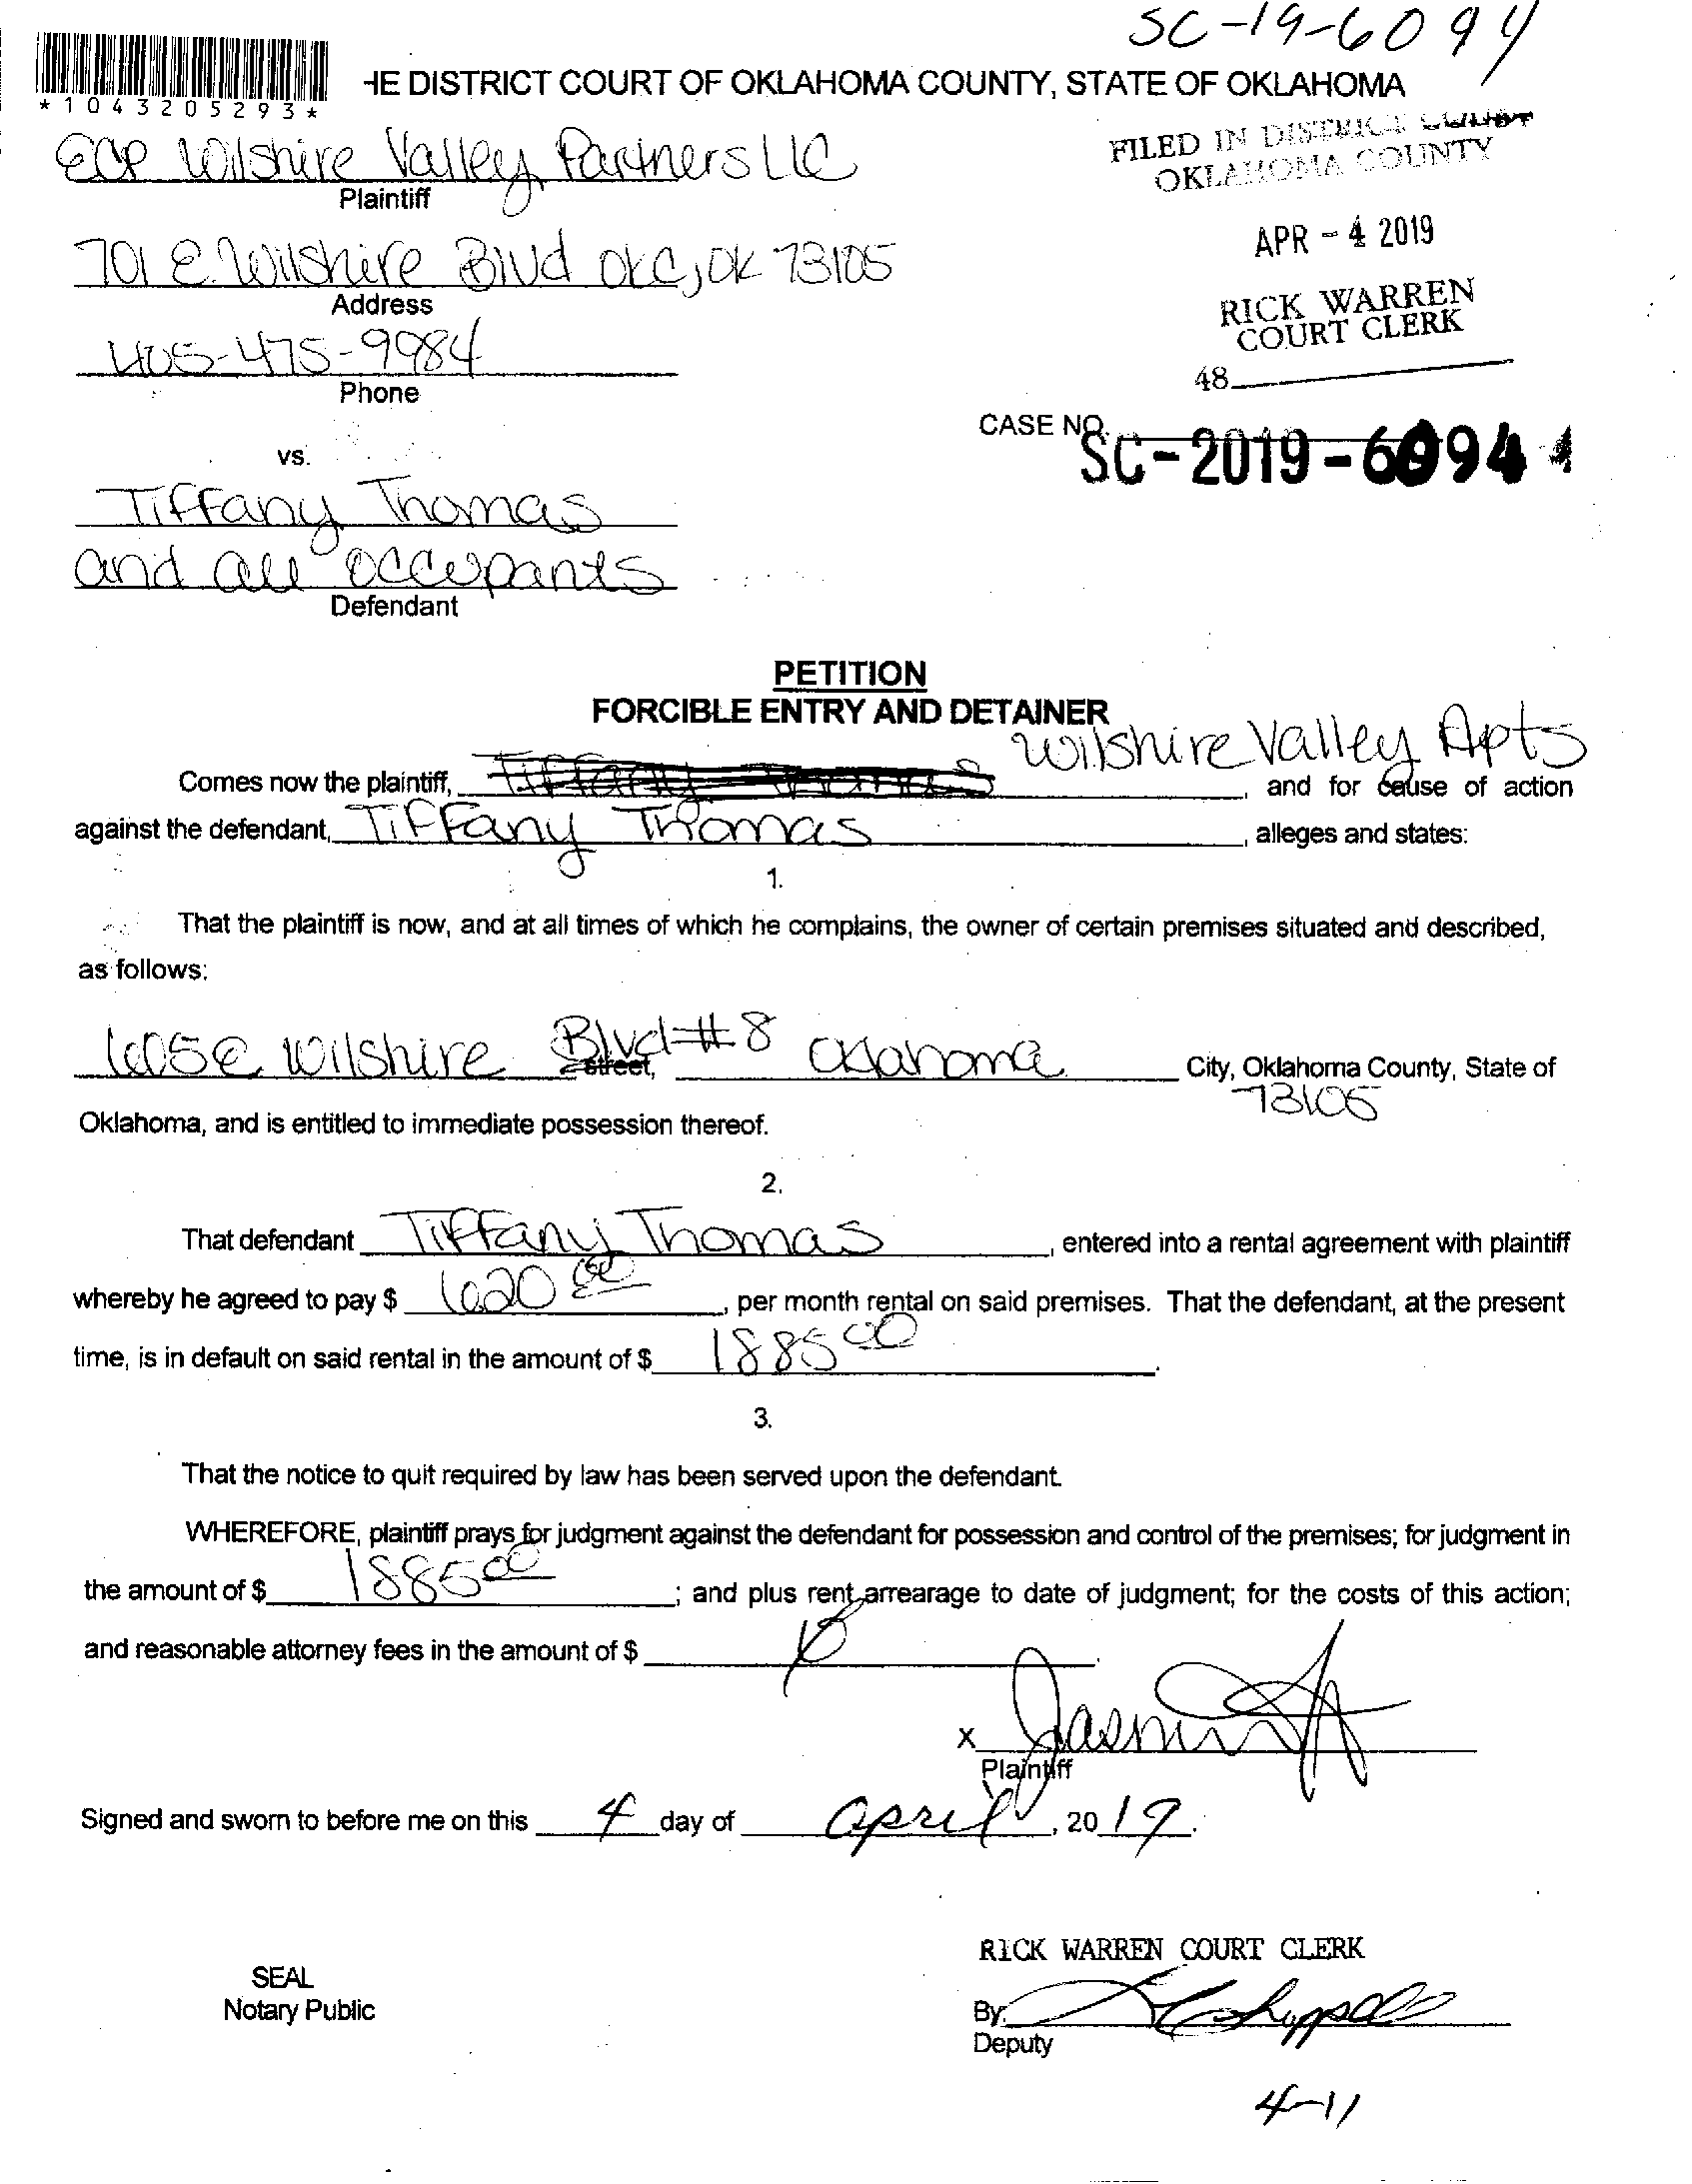 SC-19-6094
HE DISTRICT COURT OF OKLAHOMA COUNTY, STATE OF OKLAHOMA
*1043205293*
FILED IN DISTRICT COURT
OKLAHOMA COUNTY
ECP Wilshire Valley Partners LLC
Plaintiff
APR - 4 2019
701 E. Wilshire Blvd OKC, OK 73105
Address
RICK WARREN
COURT CLERK
405-475-9984
Phone
48
CASE NO.
SC-2019-6094
vs.
Tiffany Thomas
and all occupants
Defendant
PETITION
FORCIBLE ENTRY AND DETAINER
Comes now the plaintiff, Tiffany Thomas Wilshire Valley Apts, and for cause of action
against the defendant, Tiffany Thomas, alleges and states:
1.
That the plaintiff is now, and at all times of which he complains, the owner of certain premises situated and described,
as follows:
605 E Wilshire Blvd #8 street, Oklahoma City, Oklahoma County, State of
73105
Oklahoma, and is entitled to immediate possession thereof.
2.
That defendant Tiffany Thomas, entered into a rental agreement with plaintiff
whereby he agreed to pay $ 620 00, per month rental on said premises. That the defendant, at the present
time, is in default on said rental in the amount of $ 1885 00.
3.
That the notice to quit required by law has been served upon the defendant.
WHEREFORE, plaintiff prays for judgment against the defendant for possession and control of the premises; for judgment in
the amount of $ 1885 00; and plus rent arrearage to date of judgment; for the costs of this action;
and reasonable attorney fees in the amount of $
X
Plaintiff
Signed and sworn to before me on this 4 day of April, 2019.
RICK WARREN COURT CLERK
SEAL
Notary Public
By:
Deputy
4-11